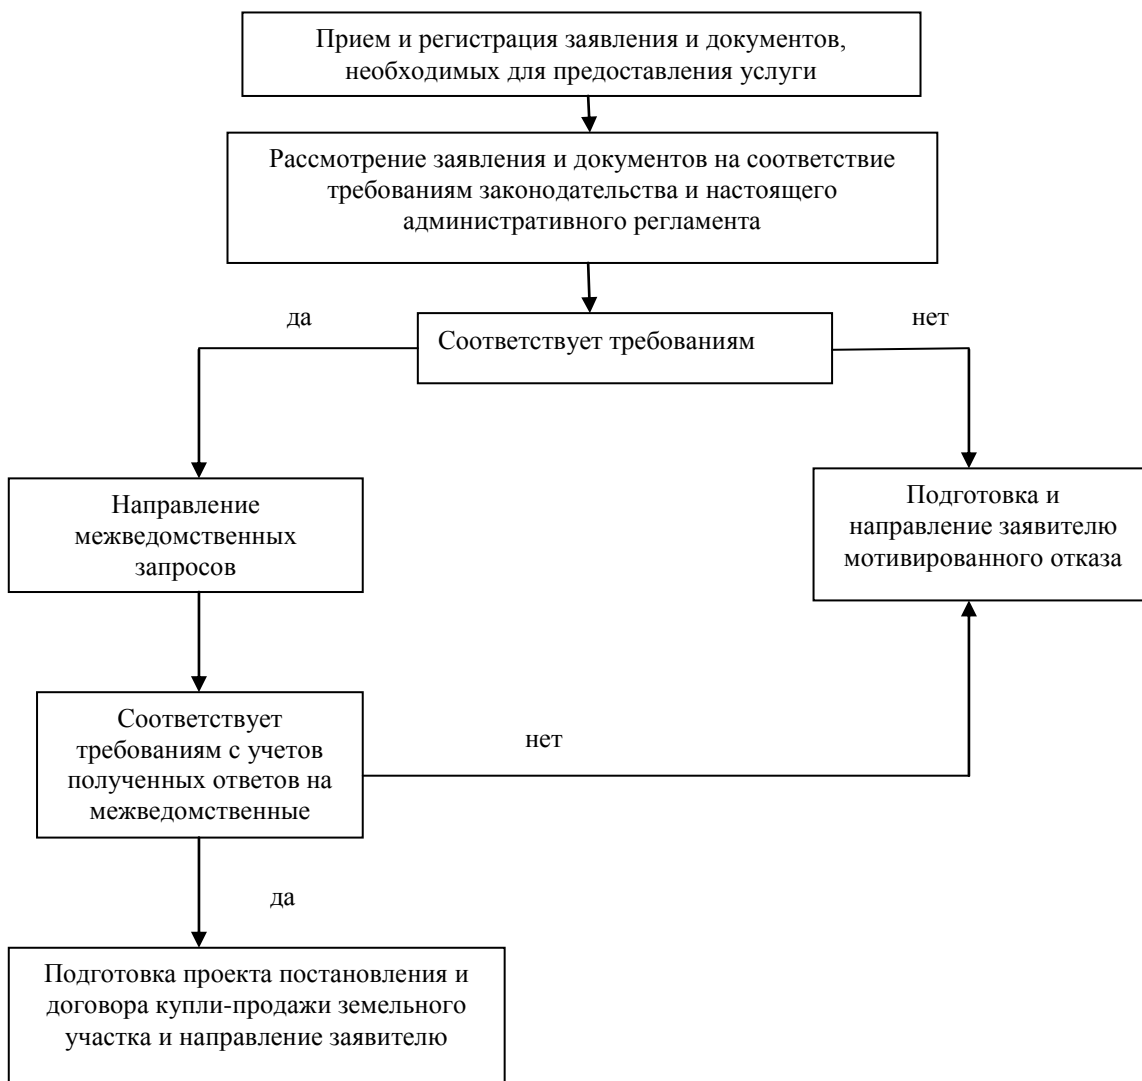 Прием и регистрация заявления и документов,
необходимых для предоставления услуги
Рассмотрение заявления и документов на соответствие
требованиям законодательства и настоящего
административного регламента
да
Соответствует требованиям
нет
Направление
межведомственных
запросов
Подготовка и
направление заявителю
мотивированного отказа
Соответствует
требованиям с учетов
полученных ответов на
межведомственные
нет
да
Подготовка проекта постановления и
договора купли-продажи земельного
участка и направление заявителю